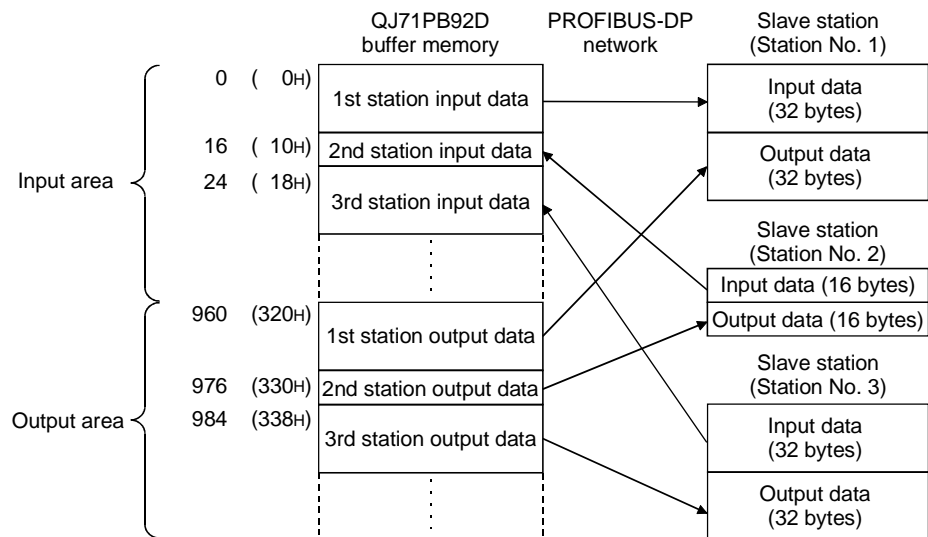 QJ71PB92D
buffer memory
PROFIBUS-DP
network
Slave station
(Station No. 1)
Input area
0 ( 0H)
16 ( 10H)
24 ( 18H)
1st station input data
2nd station input data
3rd station input data
Input data
(32 bytes)
Output data
(32 bytes)
Slave station
(Station No. 2)
Input data (16 bytes)
Output data (16 bytes)
Output area
960 (320H)
976 (330H)
984 (338H)
1st station output data
2nd station output data
3rd station output data
Slave station
(Station No. 3)
Input data
(32 bytes)
Output data
(32 bytes)